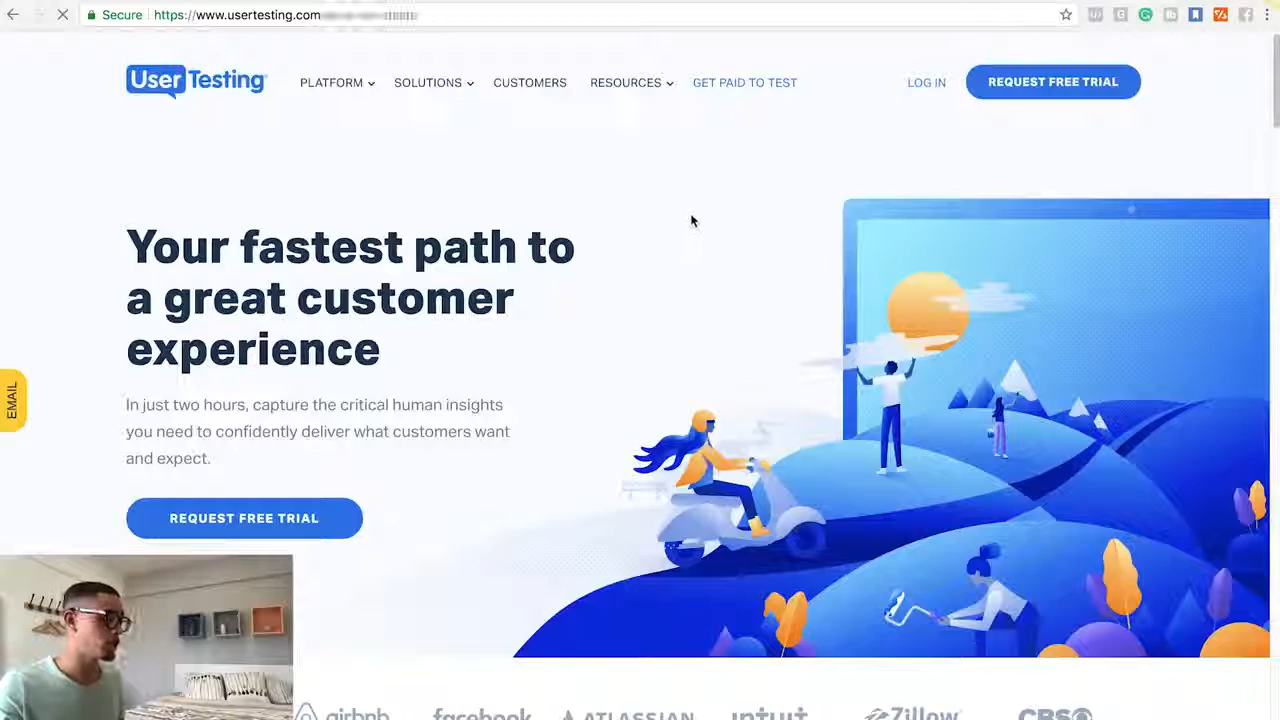 Secure https://www.usertesting.com
User Testing
PLATFORM SOLUTIONS CUSTOMERS RESOURCES GET PAID TO TEST LOG IN REQUEST FREE TRIAL
Your fastest path to
a great customer
experience
In just two hours, capture the critical human insights
you need to confidently deliver what customers want
and expect.
EMAIL
REQUEST FREE TRIAL
airbnb facebook ATLASSIAN intuit Zillow CBS